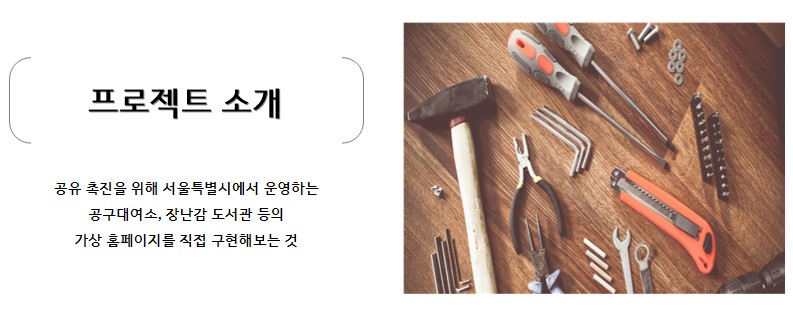 프로젝트 소개
공유 촉진을 위해 서울특별시에서 운영하는
공구대여소, 장난감 도서관 등의
가상 홈페이지를 직접 구현해보는 것